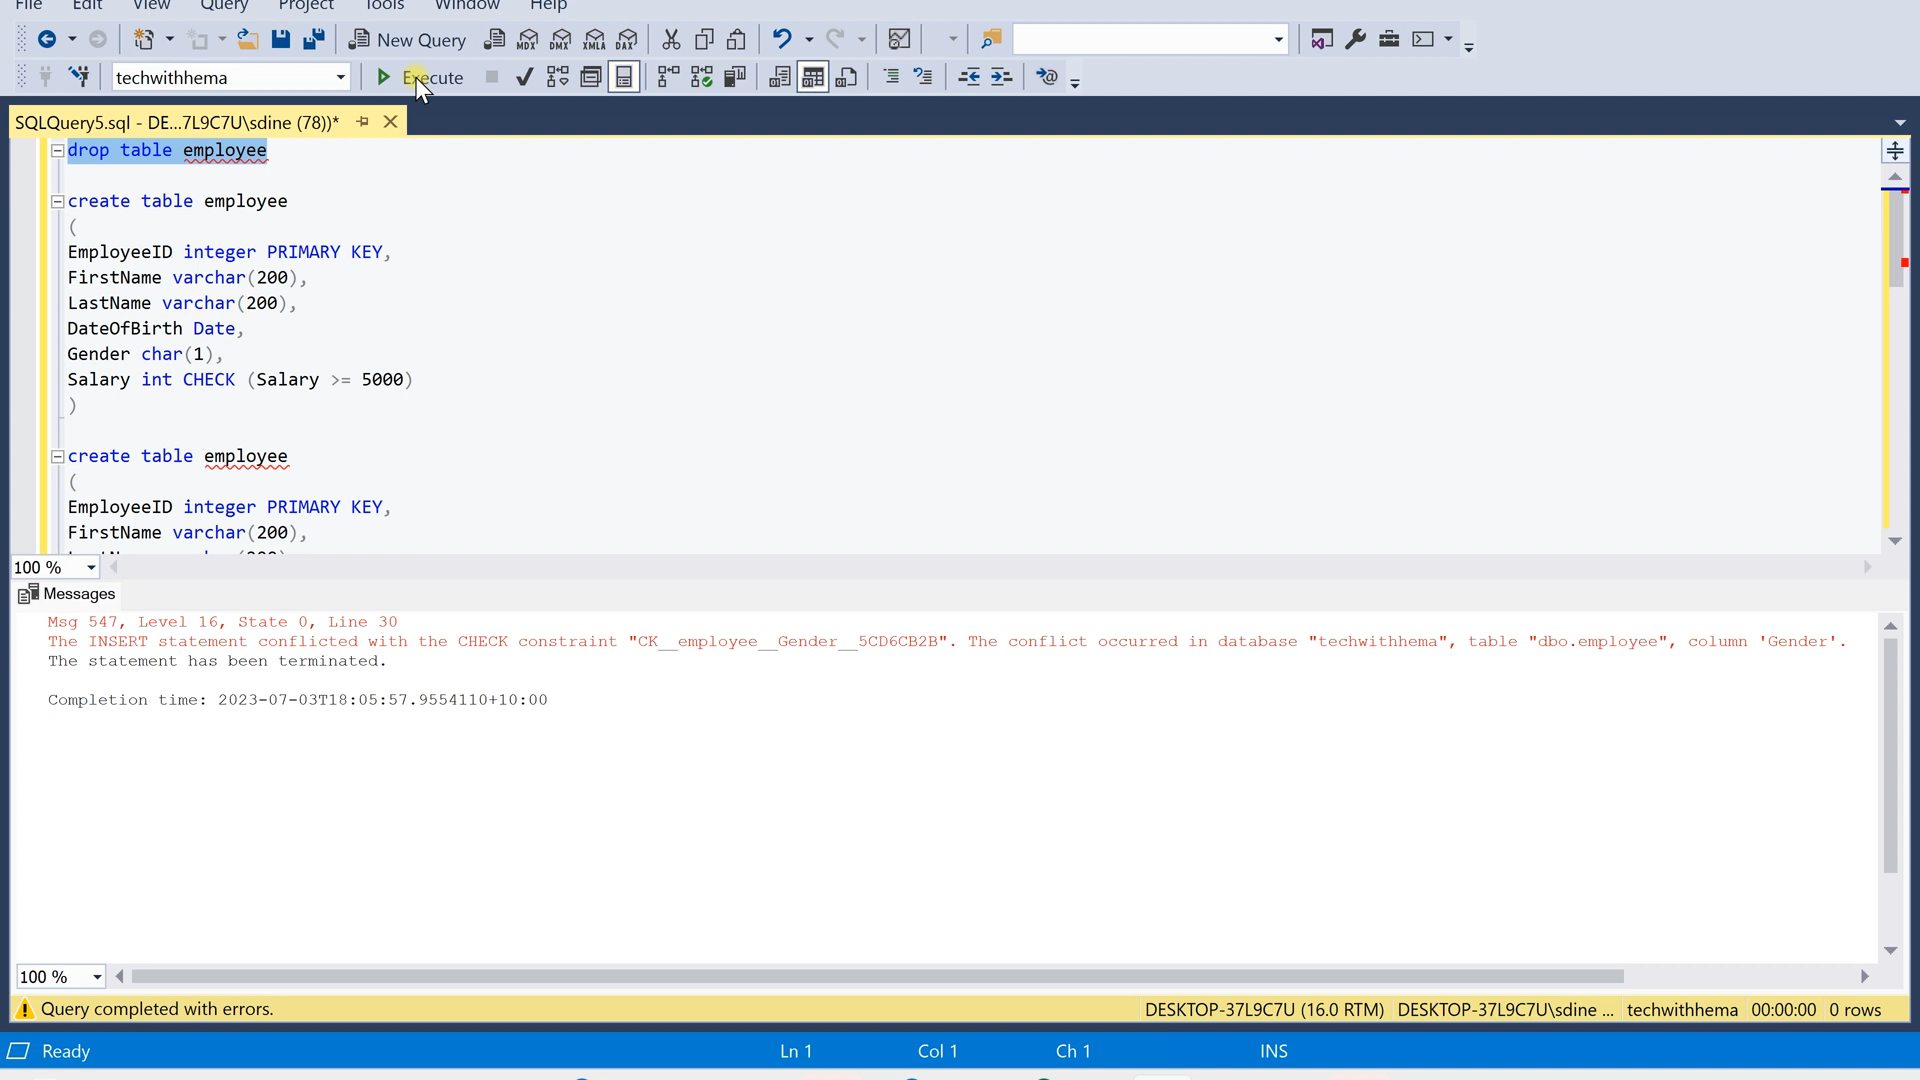 File Edit View Query Project Tools Window Help
New Query MDX DMX XMLA DAX
techwithhema Execute
SQLQuery5.sql - DE...7L9C7U\sdine (78))*
drop table employee
create table employee
(
EmployeeID integer PRIMARY KEY,
FirstName varchar(200),
LastName varchar(200),
DateOfBirth Date,
Gender char(1),
Salary int CHECK (Salary >= 5000)
)
create table employee
(
EmployeeID integer PRIMARY KEY,
FirstName varchar(200),
100 %
Messages
Msg 547, Level 16, State 0, Line 30
The INSERT statement conflicted with the CHECK constraint "CK__employee__Gender__5CD6CB2B". The conflict occurred in database "techwithhema", table "dbo.employee", column 'Gender'.
The statement has been terminated.
Completion time: 2023-07-03T18:05:57.9554110+10:00
100 %
Query completed with errors. DESKTOP-37L9C7U (16.0 RTM) DESKTOP-37L9C7U\sdine ... techwithhema 00:00:00 0 rows
Ready Ln 1 Col 1 Ch 1 INS